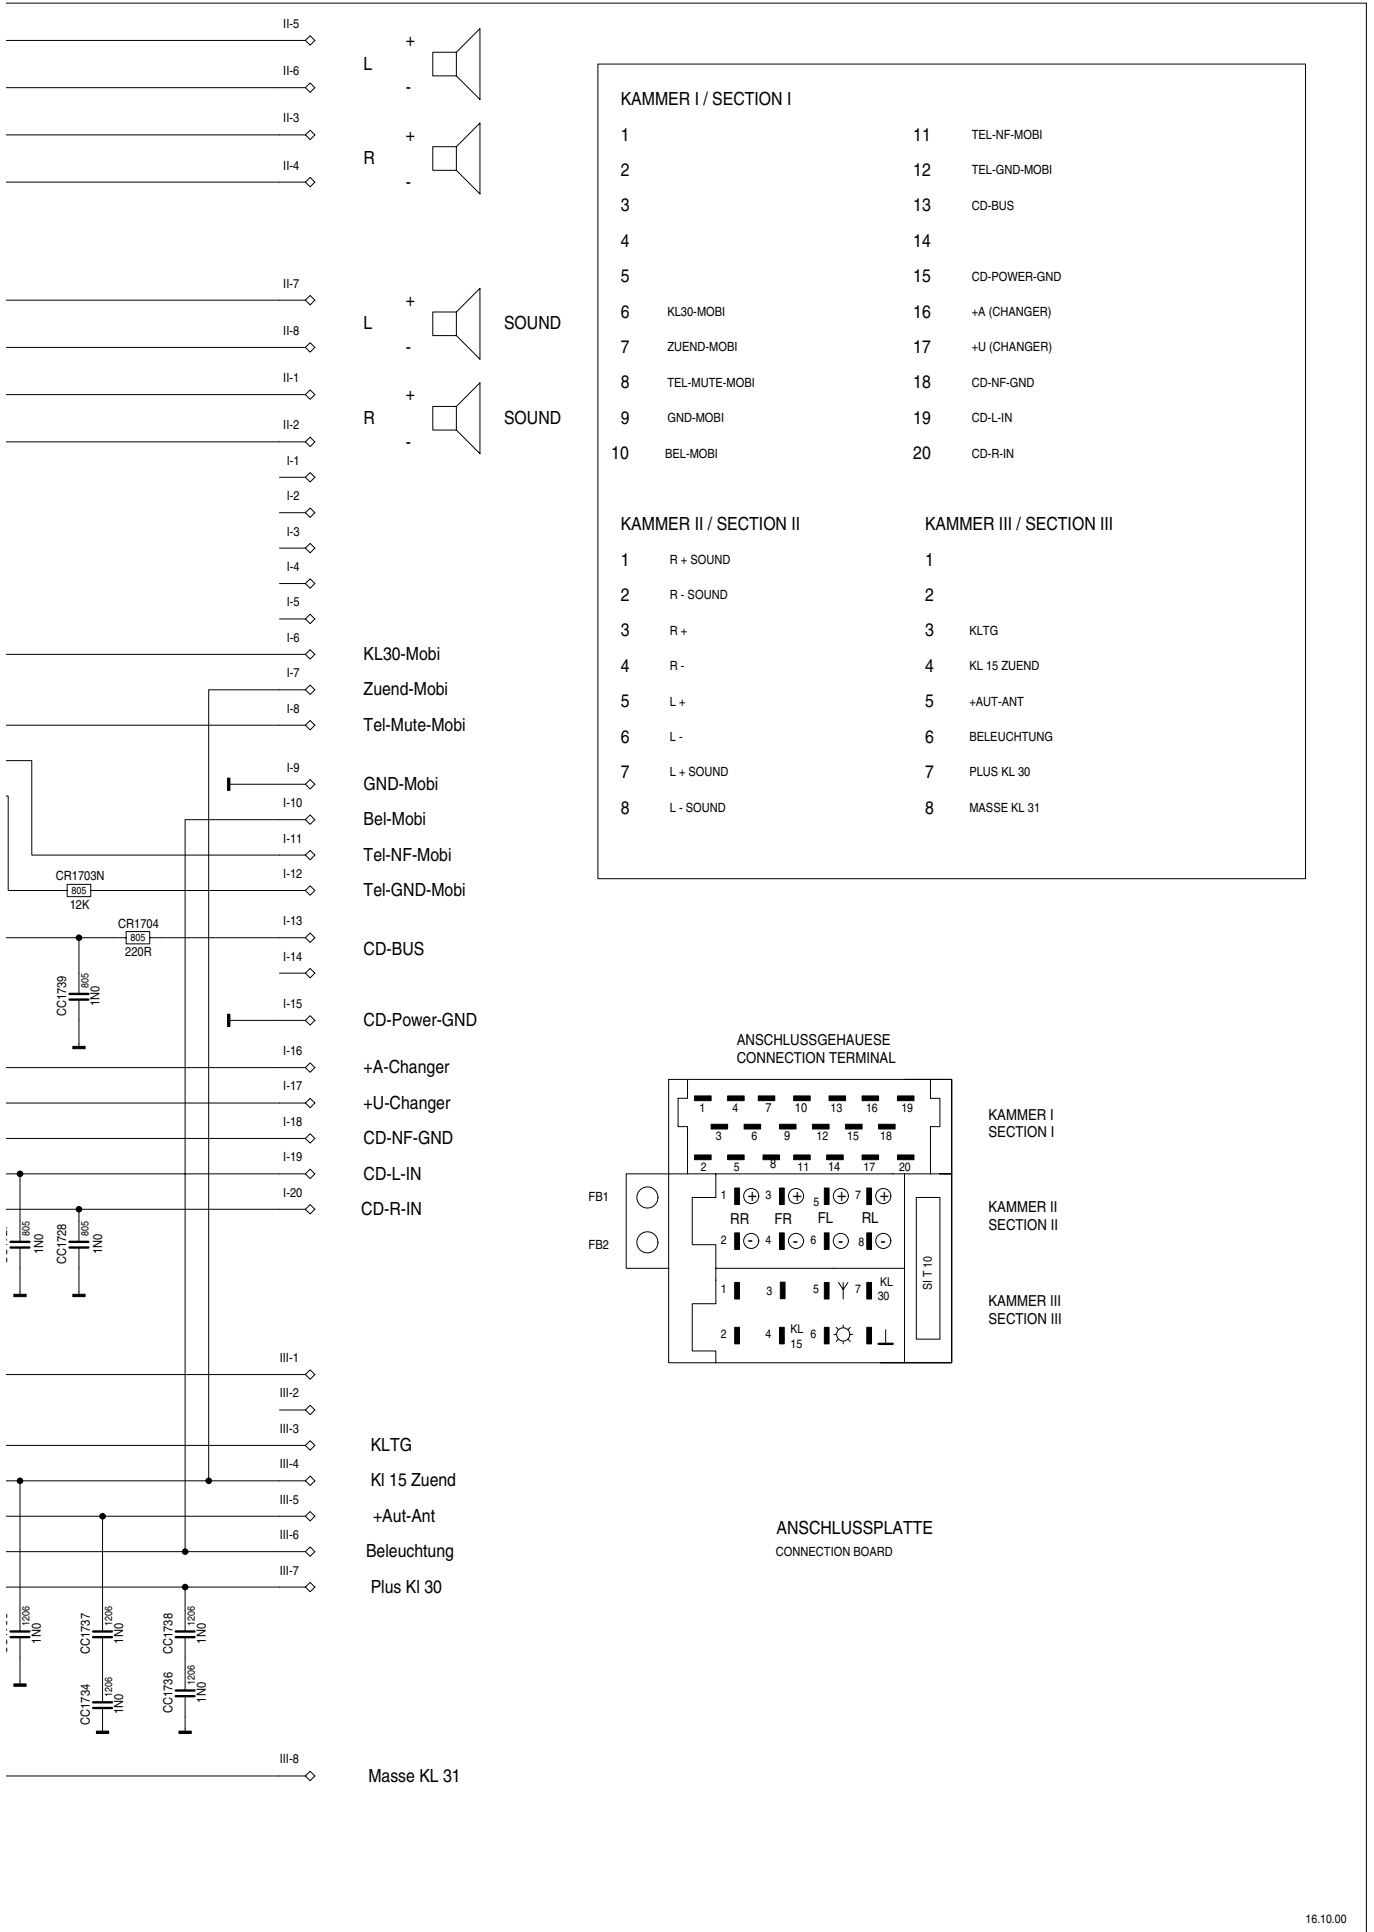 II-5
+
L
II-6
-
II-3
+
R
II-4
-
II-7
+
L
SOUND
II-8
-
II-1
+
R
SOUND
II-2
-
I-1
I-2
I-3
I-4
I-5
I-6
KL30-Mobi
I-7
Zuend-Mobi
I-8
Tel-Mute-Mobi
I-9
GND-Mobi
I-10
Bel-Mobi
I-11
Tel-NF-Mobi
I-12
Tel-GND-Mobi
CR1703N
805
12K
I-13
CR1704
805
220R
CD-BUS
I-14
CC1739
805
1N0
I-15
CD-Power-GND
I-16
+A-Changer
I-17
+U-Changer
I-18
CD-NF-GND
I-19
CD-L-IN
I-20
CD-R-IN
805
1N0
CC1728
805
1N0
III-1
III-2
III-3
KLTG
III-4
Kl 15 Zuend
III-5
+Aut-Ant
III-6
Beleuchtung
III-7
Plus Kl 30
1206
1N0
CC1737
1206
1N0
CC1738
1206
1N0
CC1734
1206
1N0
CC1736
1206
1N0
III-8
Masse KL 31
KAMMER I / SECTION I
1
2
3
4
5
6 KL30-MOBI
7 ZUEND-MOBI
8 TEL-MUTE-MOBI
9 GND-MOBI
10 BEL-MOBI
11 TEL-NF-MOBI
12 TEL-GND-MOBI
13 CD-BUS
14
15 CD-POWER-GND
16 +A (CHANGER)
17 +U (CHANGER)
18 CD-NF-GND
19 CD-L-IN
20 CD-R-IN
KAMMER II / SECTION II
1 R + SOUND
2 R - SOUND
3 R +
4 R -
5 L +
6 L -
7 L + SOUND
8 L - SOUND
KAMMER III / SECTION III
1
2
3 KLTG
4 KL 15 ZUEND
5 +AUT-ANT
6 BELEUCHTUNG
7 PLUS KL 30
8 MASSE KL 31
ANSCHLUSSGEHAEUSE
CONNECTION TERMINAL
1 4 7 10 13 16 19
3 6 9 12 15 18
2 5 8 11 14 17 20
KAMMER I
SECTION I
FB1
FB2
1 + 3 + 5 + 7 +
RR FR FL RL
2 - 4 - 6 - 8 -
KAMMER II
SECTION II
1 3 5 7 KL
30
2 4 KL
15 6
SI T 10
KAMMER III
SECTION III
ANSCHLUSSPLATTE
CONNECTION BOARD
16.10.00